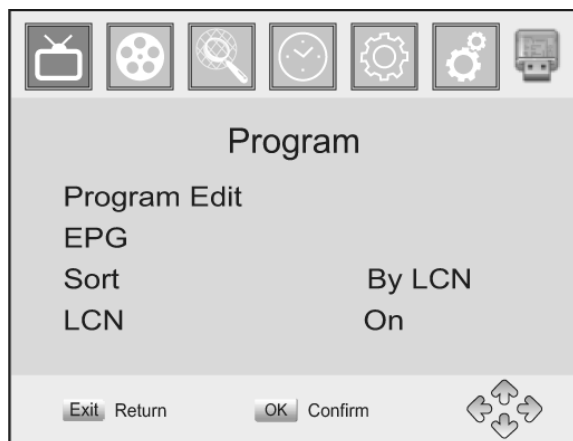 Program
Program Edit
EPG
Sort By LCN
LCN On
Exit Return OK Confirm